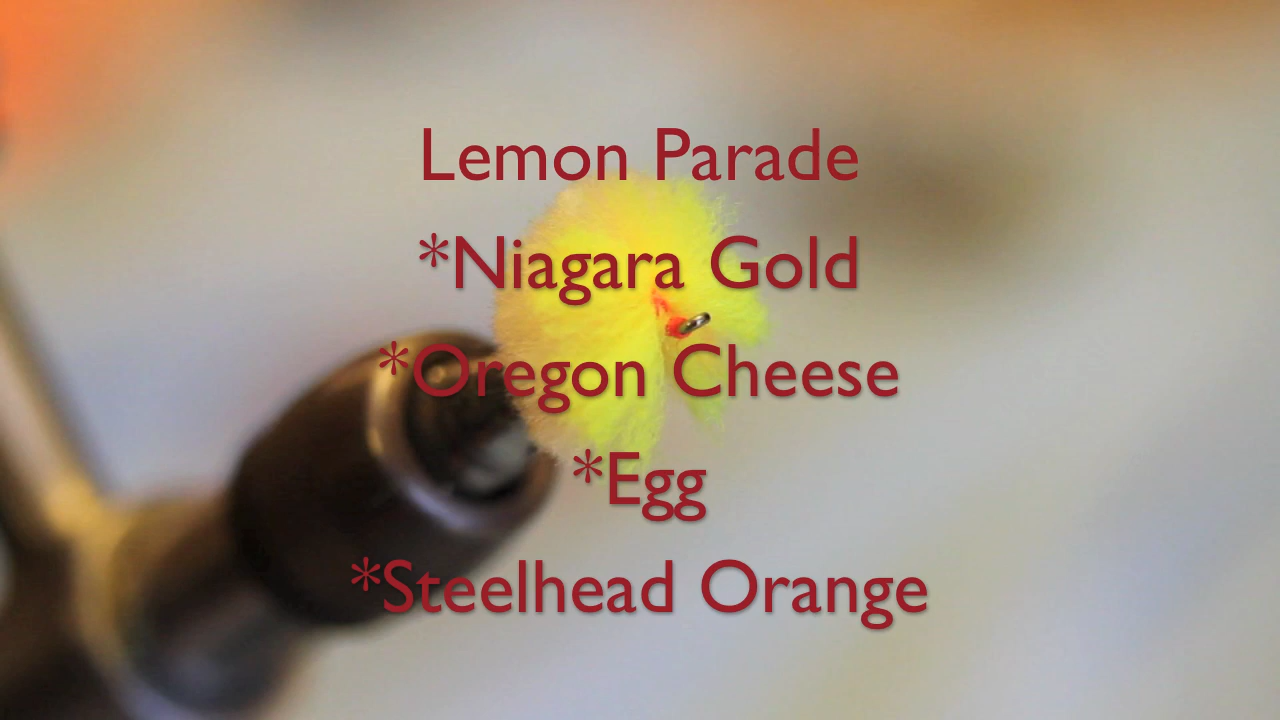 Lemon Parade
*Niagara Gold
*Oregon Cheese
*Egg
*Steelhead Orange